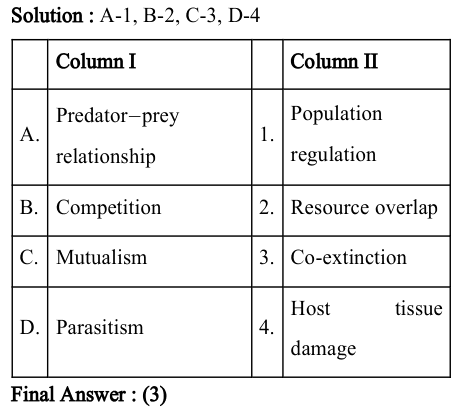 Solution : A-1, B-2, C-3, D-4
Column I Column II
A. Predator–prey relationship 1. Population regulation
B. Competition 2. Resource overlap
C. Mutualism 3. Co-extinction
D. Parasitism 4. Host tissue damage
Final Answer : (3)